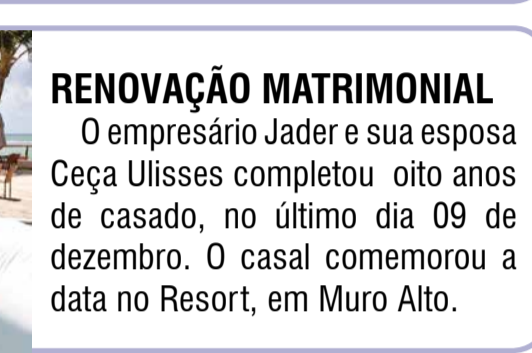 RENOVAÇÃO MATRIMONIAL
O empresário Jader e sua esposa
Ceça Ulisses completou oito anos
de casado, no último dia 09 de
dezembro. O casal comemorou a
data no Resort, em Muro Alto.